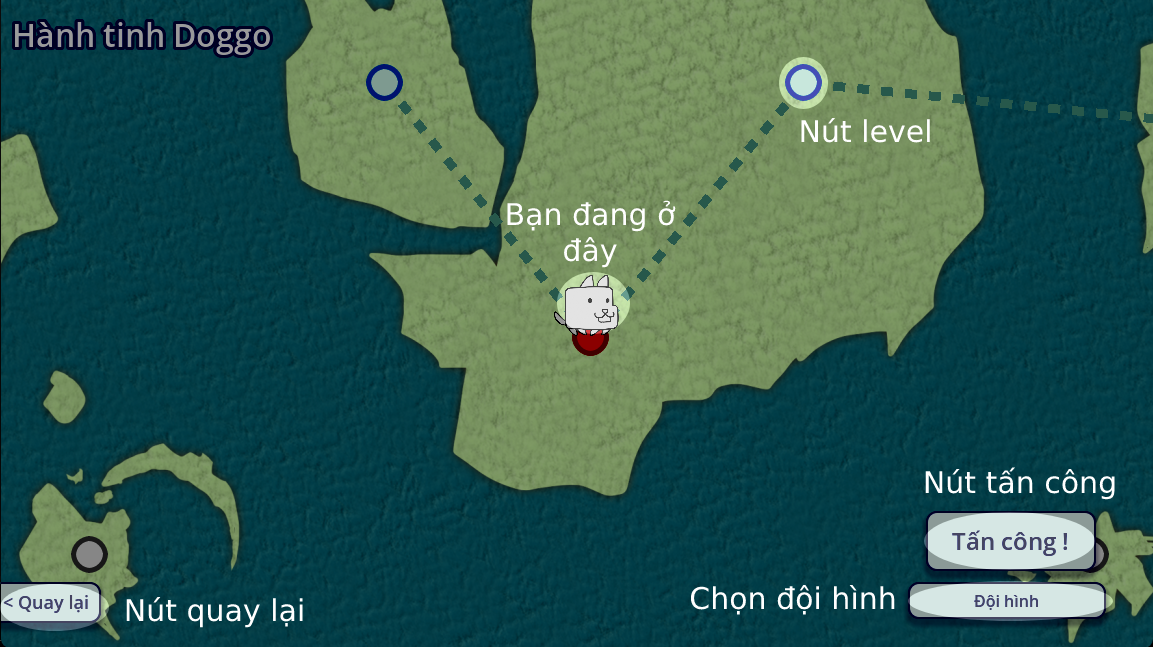 Hành tinh Doggo
Nút level
Bạn đang ở
đây
Nút tấn công
Tấn công !
Chọn đội hình
Đội hình
< Quay lại
Nút quay lại